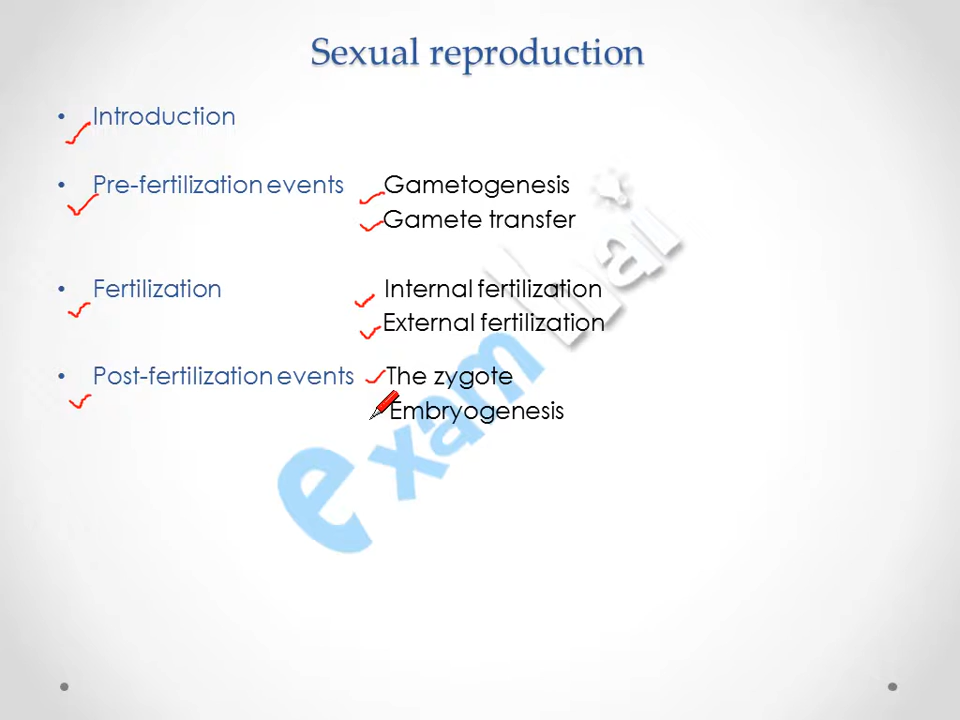 Sexual reproduction
• Introduction
• Pre-fertilization events Gametogenesis
Gamete transfer
• Fertilization Internal fertilization
External fertilization
• Post-fertilization events The zygote
Embryogenesis
examhai